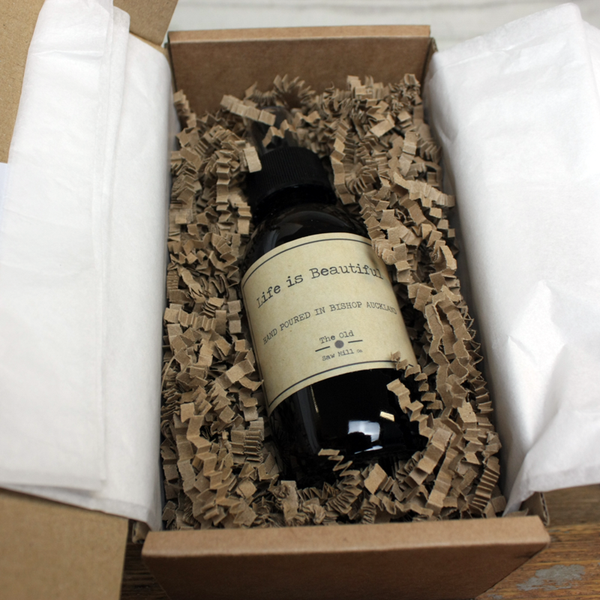 Life is Beautiful
HAND POURED IN BISHOP AUCKLAND
The Old
Saw Mill Co.